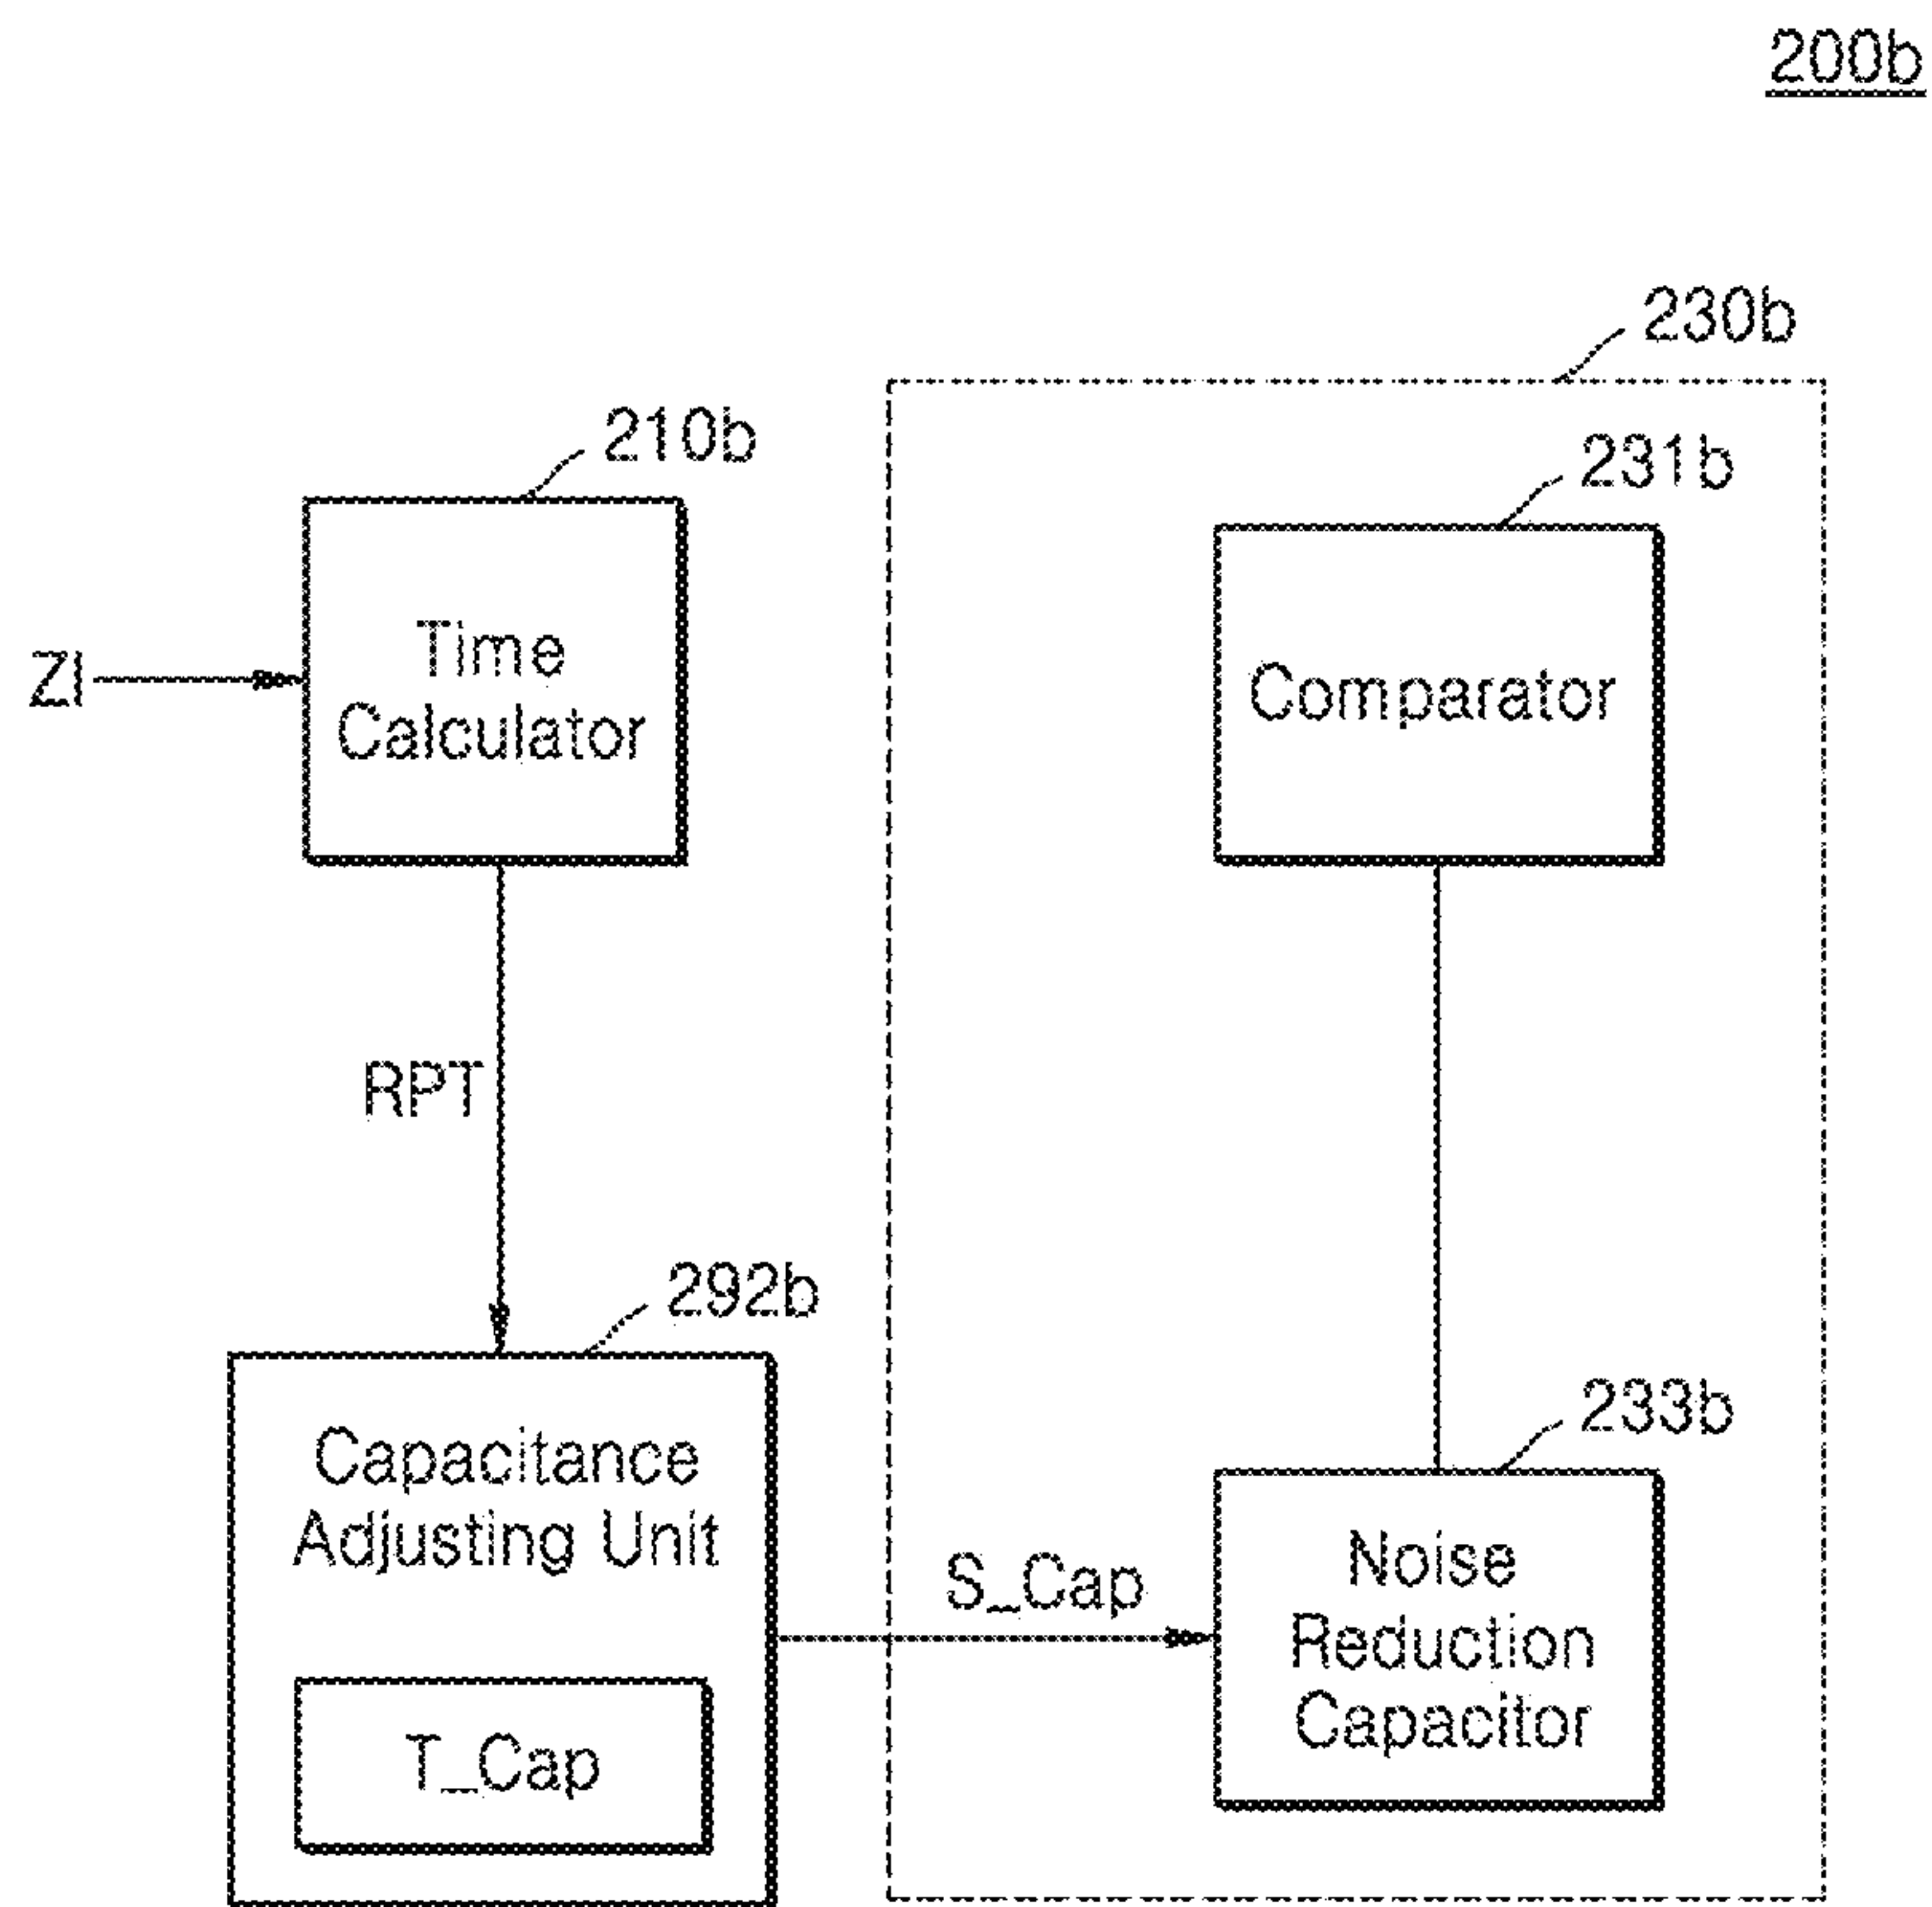 200b
230b
210b
231b
ZI
Time
Calculator
Comparator
RPT
292b
233b
Capacitance
Adjusting Unit
T_Cap
S_Cap
Noise
Reduction
Capacitor